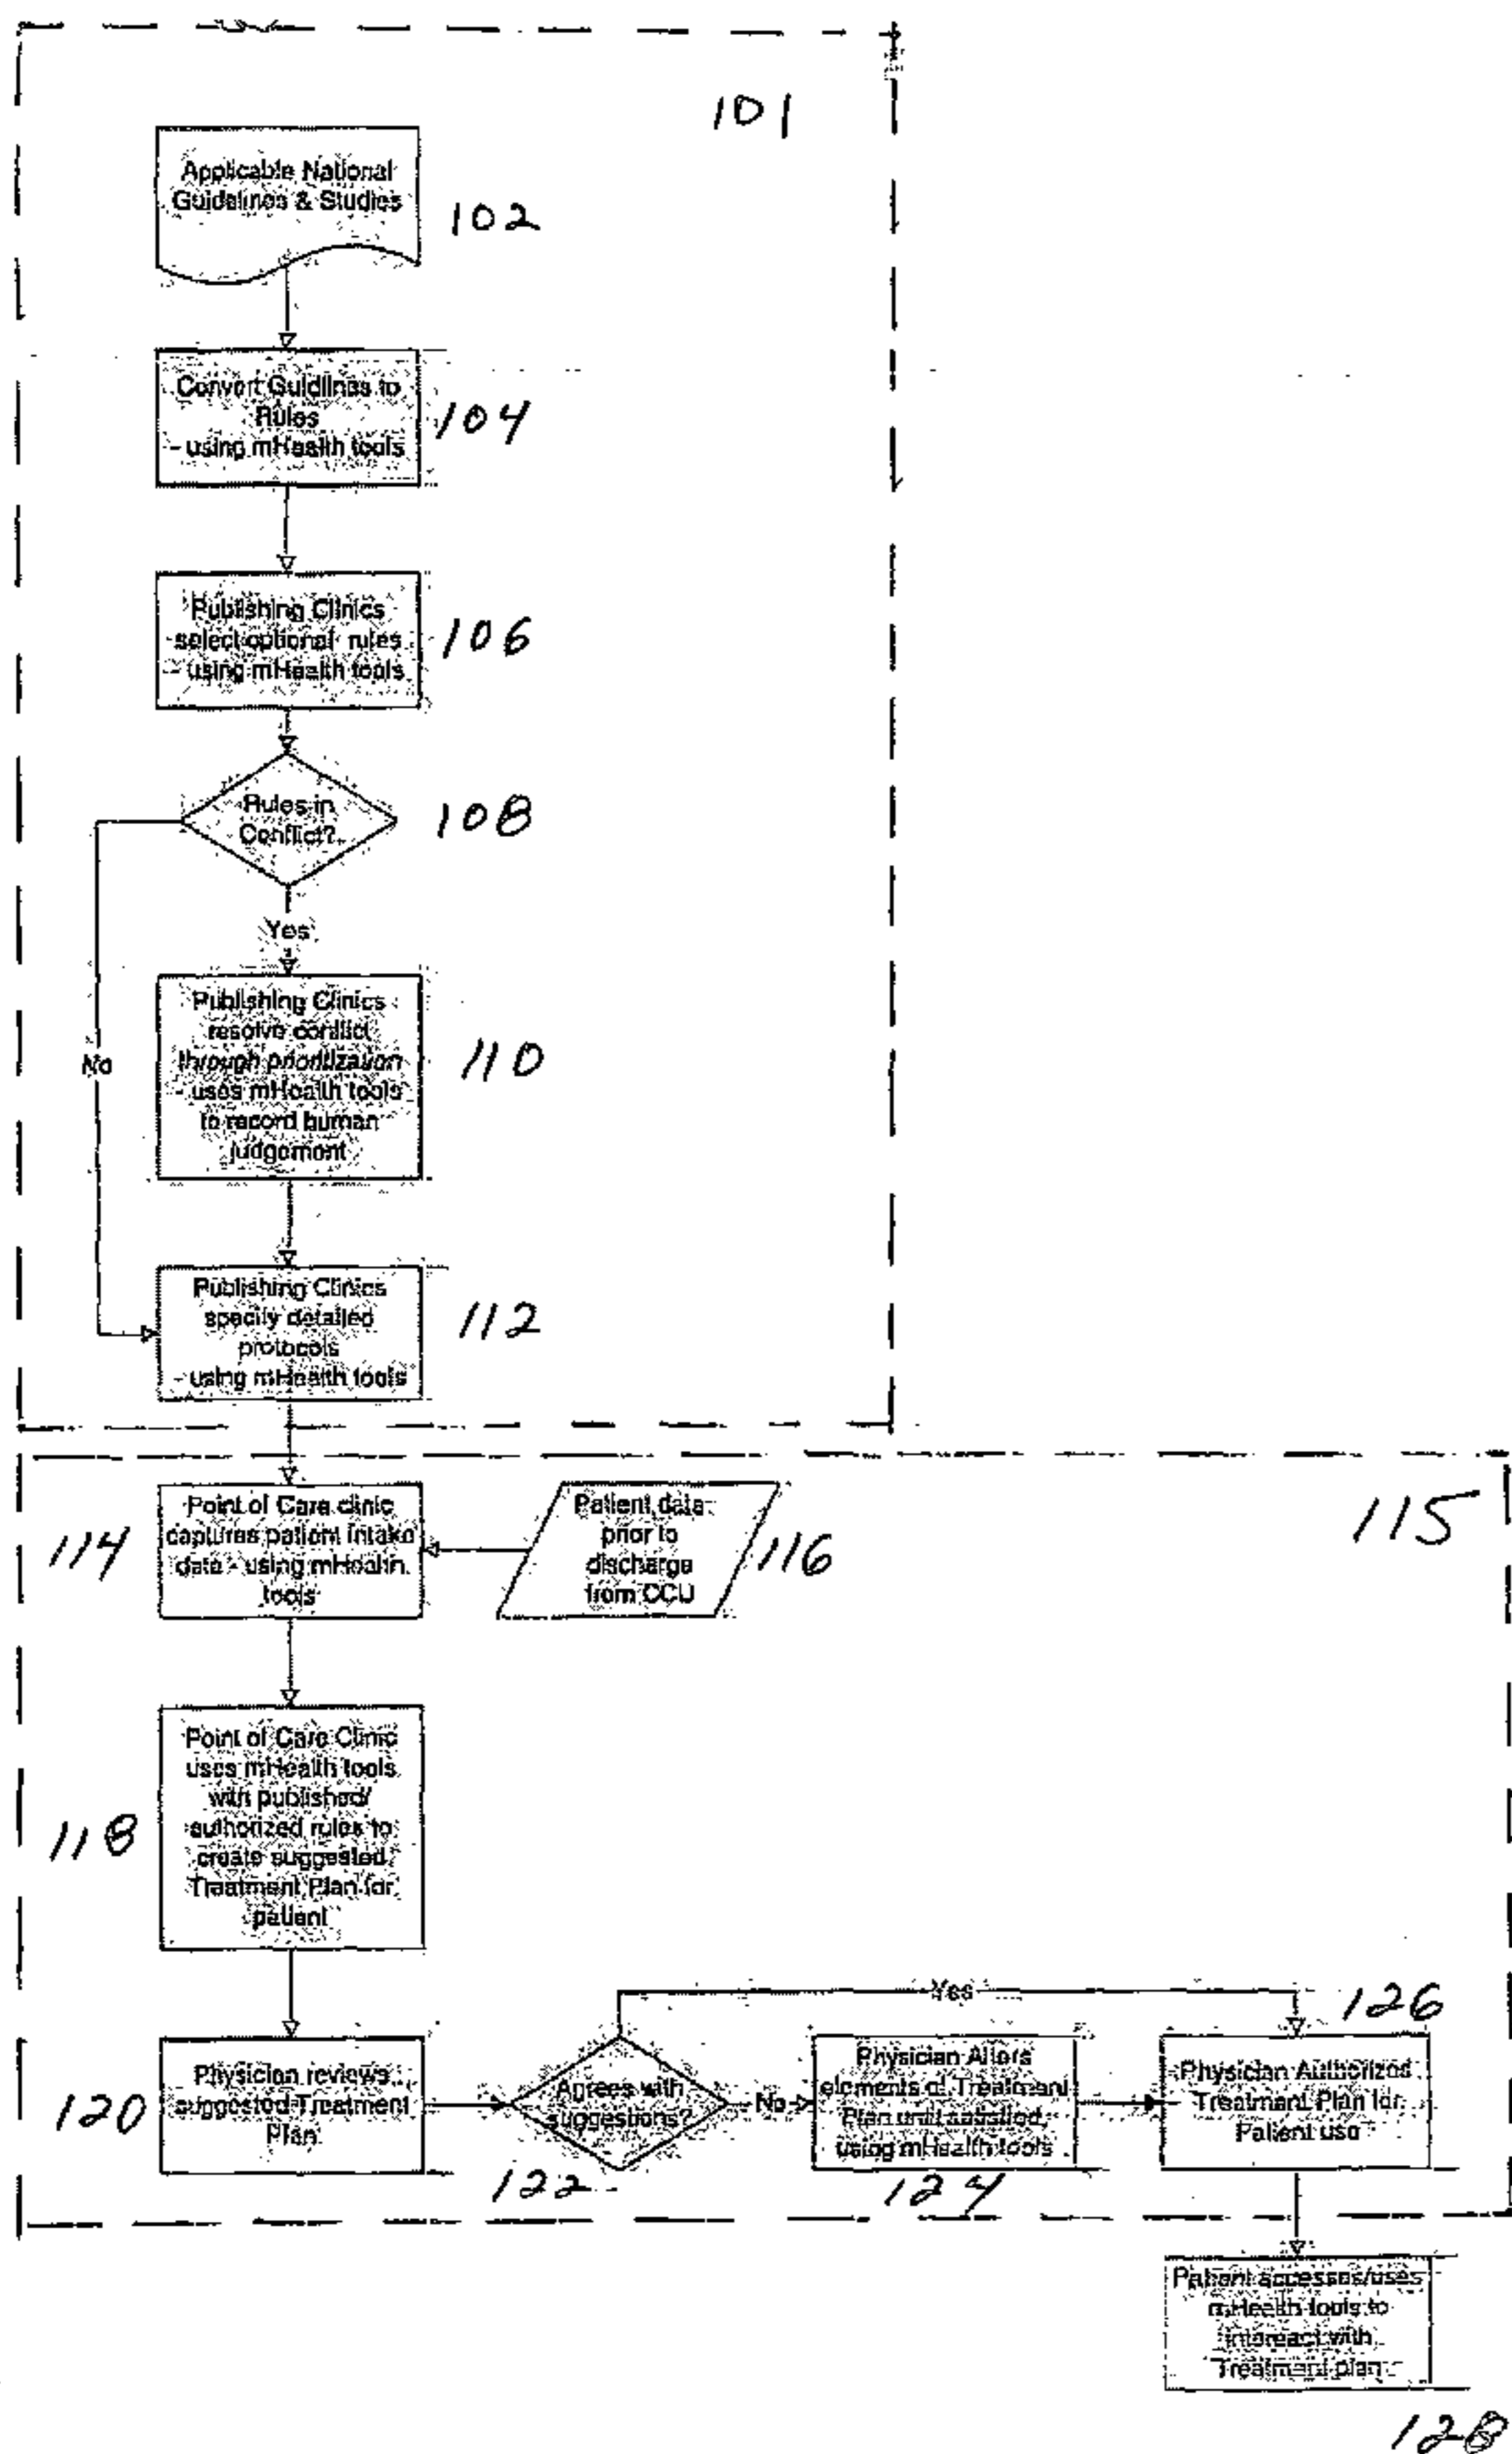 101
Applicable National
Guidelines & Studies
102
Convert Guidlines to
Rules
- using mHealth tools
104
Publishing Clinics
select optional rules
- using mHealth tools
106
Rules in
Conflict?
108
Yes
No
Publishing Clinics
resolve conflict
through prioritization
- uses mHealth tools
to record human
judgement
110
Publishing Clinics
specify detailed
protocols
- using mHealth tools
112
115
114
Point of Care clinic
captures patient intake
data - using mHealth
tools
Patient data
prior to
discharge
from CCU
116
118
Point of Care Clinic
uses mHealth tools
with published/
authorized rules to
create suggested
Treatment Plan for
patient
Yes
126
120
Physician reviews
suggested Treatment
Plan
Agrees with
suggestions?
122
No
Physician Alters
elements of Treatment
Plan until satisfied,
using mHealth tools
124
Physician Authorizes
Treatment Plan for
Patient use
Patient accesses/uses
mHealth tools to
intereact with
Treatment plan
128